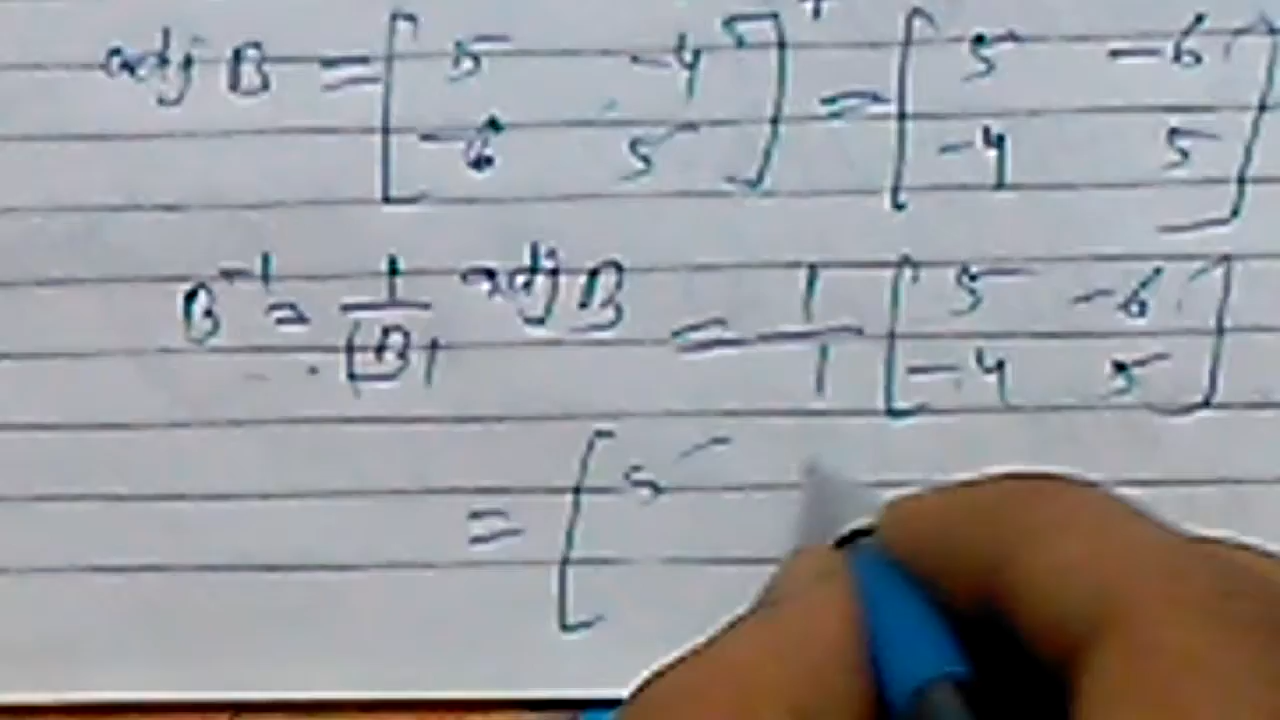 adj B = [ 5 -4 ] = [ 5 -6 ]
[ -6 5 ] [ -4 5 ]
B⁻¹ = 1/|B| adj B = 1/1 [ 5 -6 ]
[ -4 5 ]
= [ 5